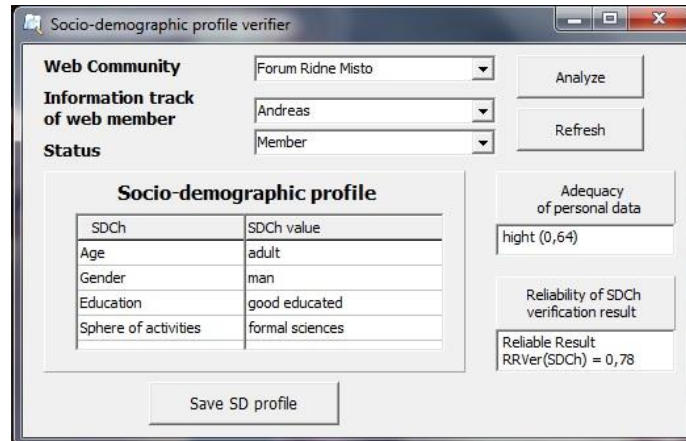 Socio-demographic profile verifier
Web Community
Forum Ridne Misto
Analyze
Information track
of web member
Andreas
Refresh
Status
Member
Socio-demographic profile
SDCh SDCh value
Age adult
Gender man
Education good educated
Sphere of activities formal sciences
Adequacy
of personal data
hight (0,64)
Reliability of SDCh
verification result
Reliable Result
RRVer(SDCh) = 0,78
Save SD profile